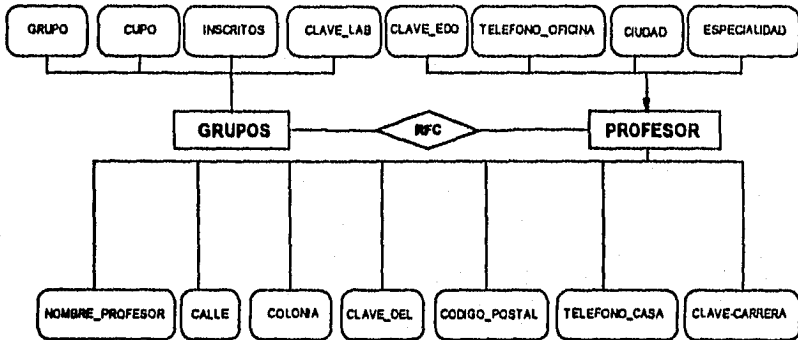 GRUPO CUPO INSCRITOS CLAVE_LAB CLAVE_EDO TELEFONO_OFICINA CIUDAD ESPECIALIDAD
GRUPOS RFC PROFESOR
NOMBRE_PROFESOR CALLE COLONIA CLAVE_DEL CODIGO_POSTAL TELEFONO_CASA CLAVE-CARRERA